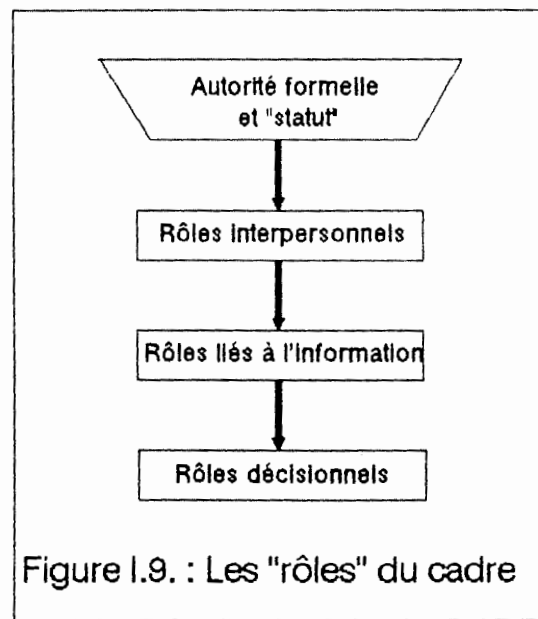 Autorité formelle
et "statut"
Rôles interpersonnels
Rôles liés à l'information
Rôles décisionnels
Figure I.9. : Les "rôles" du cadre